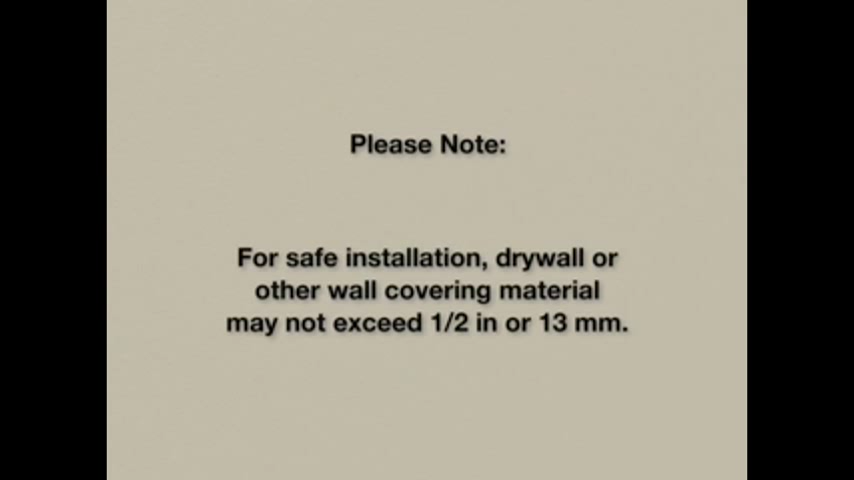 Please Note:
For safe installation, drywall or
other wall covering material
may not exceed 1/2 in or 13 mm.